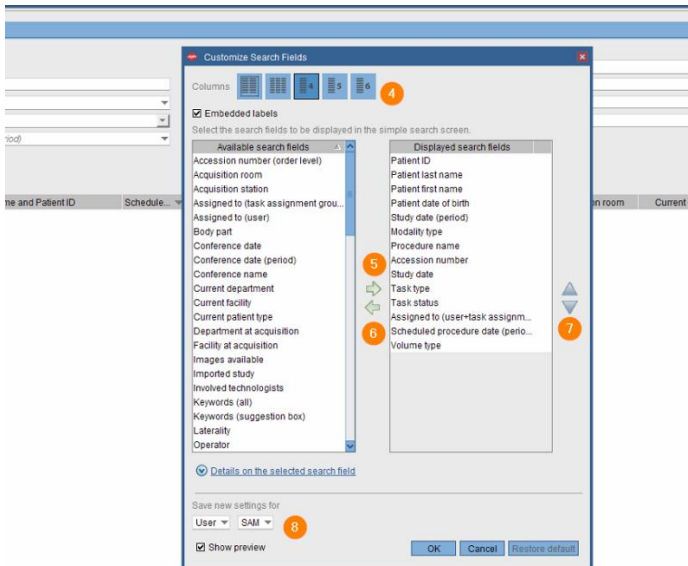 Customize Search Fields
Columns
4
5
6
4
Embedded labels
Select the search fields to be displayed in the simple search screen.
Available search fields
Accession number (order level)
Acquisition room
Acquisition station
Assigned to (task assignment grou...
Assigned to (user)
Body part
Conference date
Conference date (period)
Conference name
Current department
Current facility
Current patient type
Department at acquisition
Facility at acquisition
Images available
Imported study
Involved technologists
Keywords (all)
Keywords (suggestion box)
Laterality
Operator
5
6
Displayed search fields
Patient ID
Patient last name
Patient first name
Patient date of birth
Study date (period)
Modality type
Procedure name
Accession number
Study date
Task type
Task status
Assigned to (user+task assignm...
Scheduled procedure date (perio...
Volume type
7
Details on the selected search field
Save new settings for
User SAM 8
Show preview
OK Cancel Restore default
iod)
me and Patient ID Schedule...
on room Current